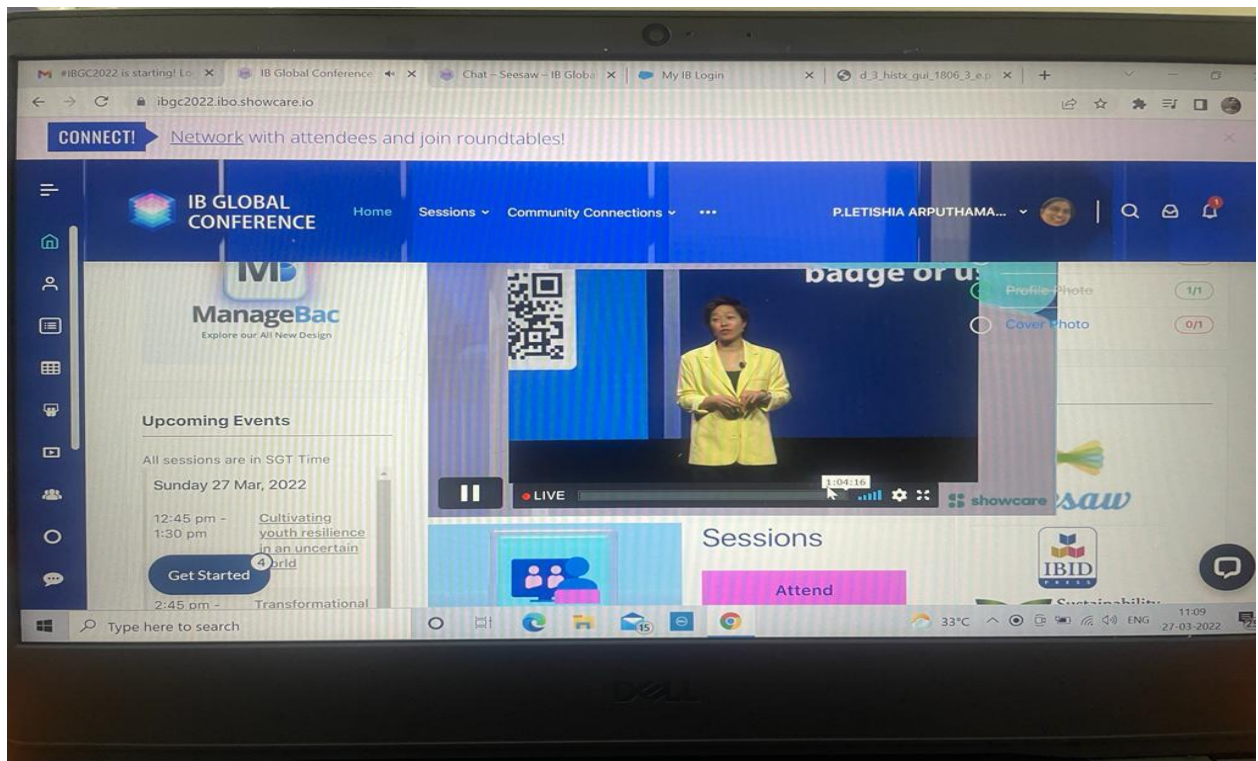 #IBGC2022 is starting! Lo
IB Global Conference
Chat – Seesaw – IB Globa
My IB Login
d_3_histx_gui_1806_3_e.p
ibgc2022.ibo.showcare.io
CONNECT! Network with attendees and join roundtables!
IB GLOBAL
CONFERENCE
Home
Sessions
Community Connections
P.LETISHIA ARPUTHAMA...
1
ManageBac
Explore our All New Design
badge or us
Profile Photo
1/1
Cover Photo
0/1
Upcoming Events
All sessions are in SGT Time
Sunday 27 Mar, 2022
12:45 pm - Cultivating
1:30 pm youth resilience
in an uncertain
Get Started
4
2:45 pm - Transformational
LIVE
1:04:16
showcare
Sessions
Attend
IBID
PRESS
Sustainability
Type here to search
15
33°C
ENG
11:09
27-03-2022
DELL